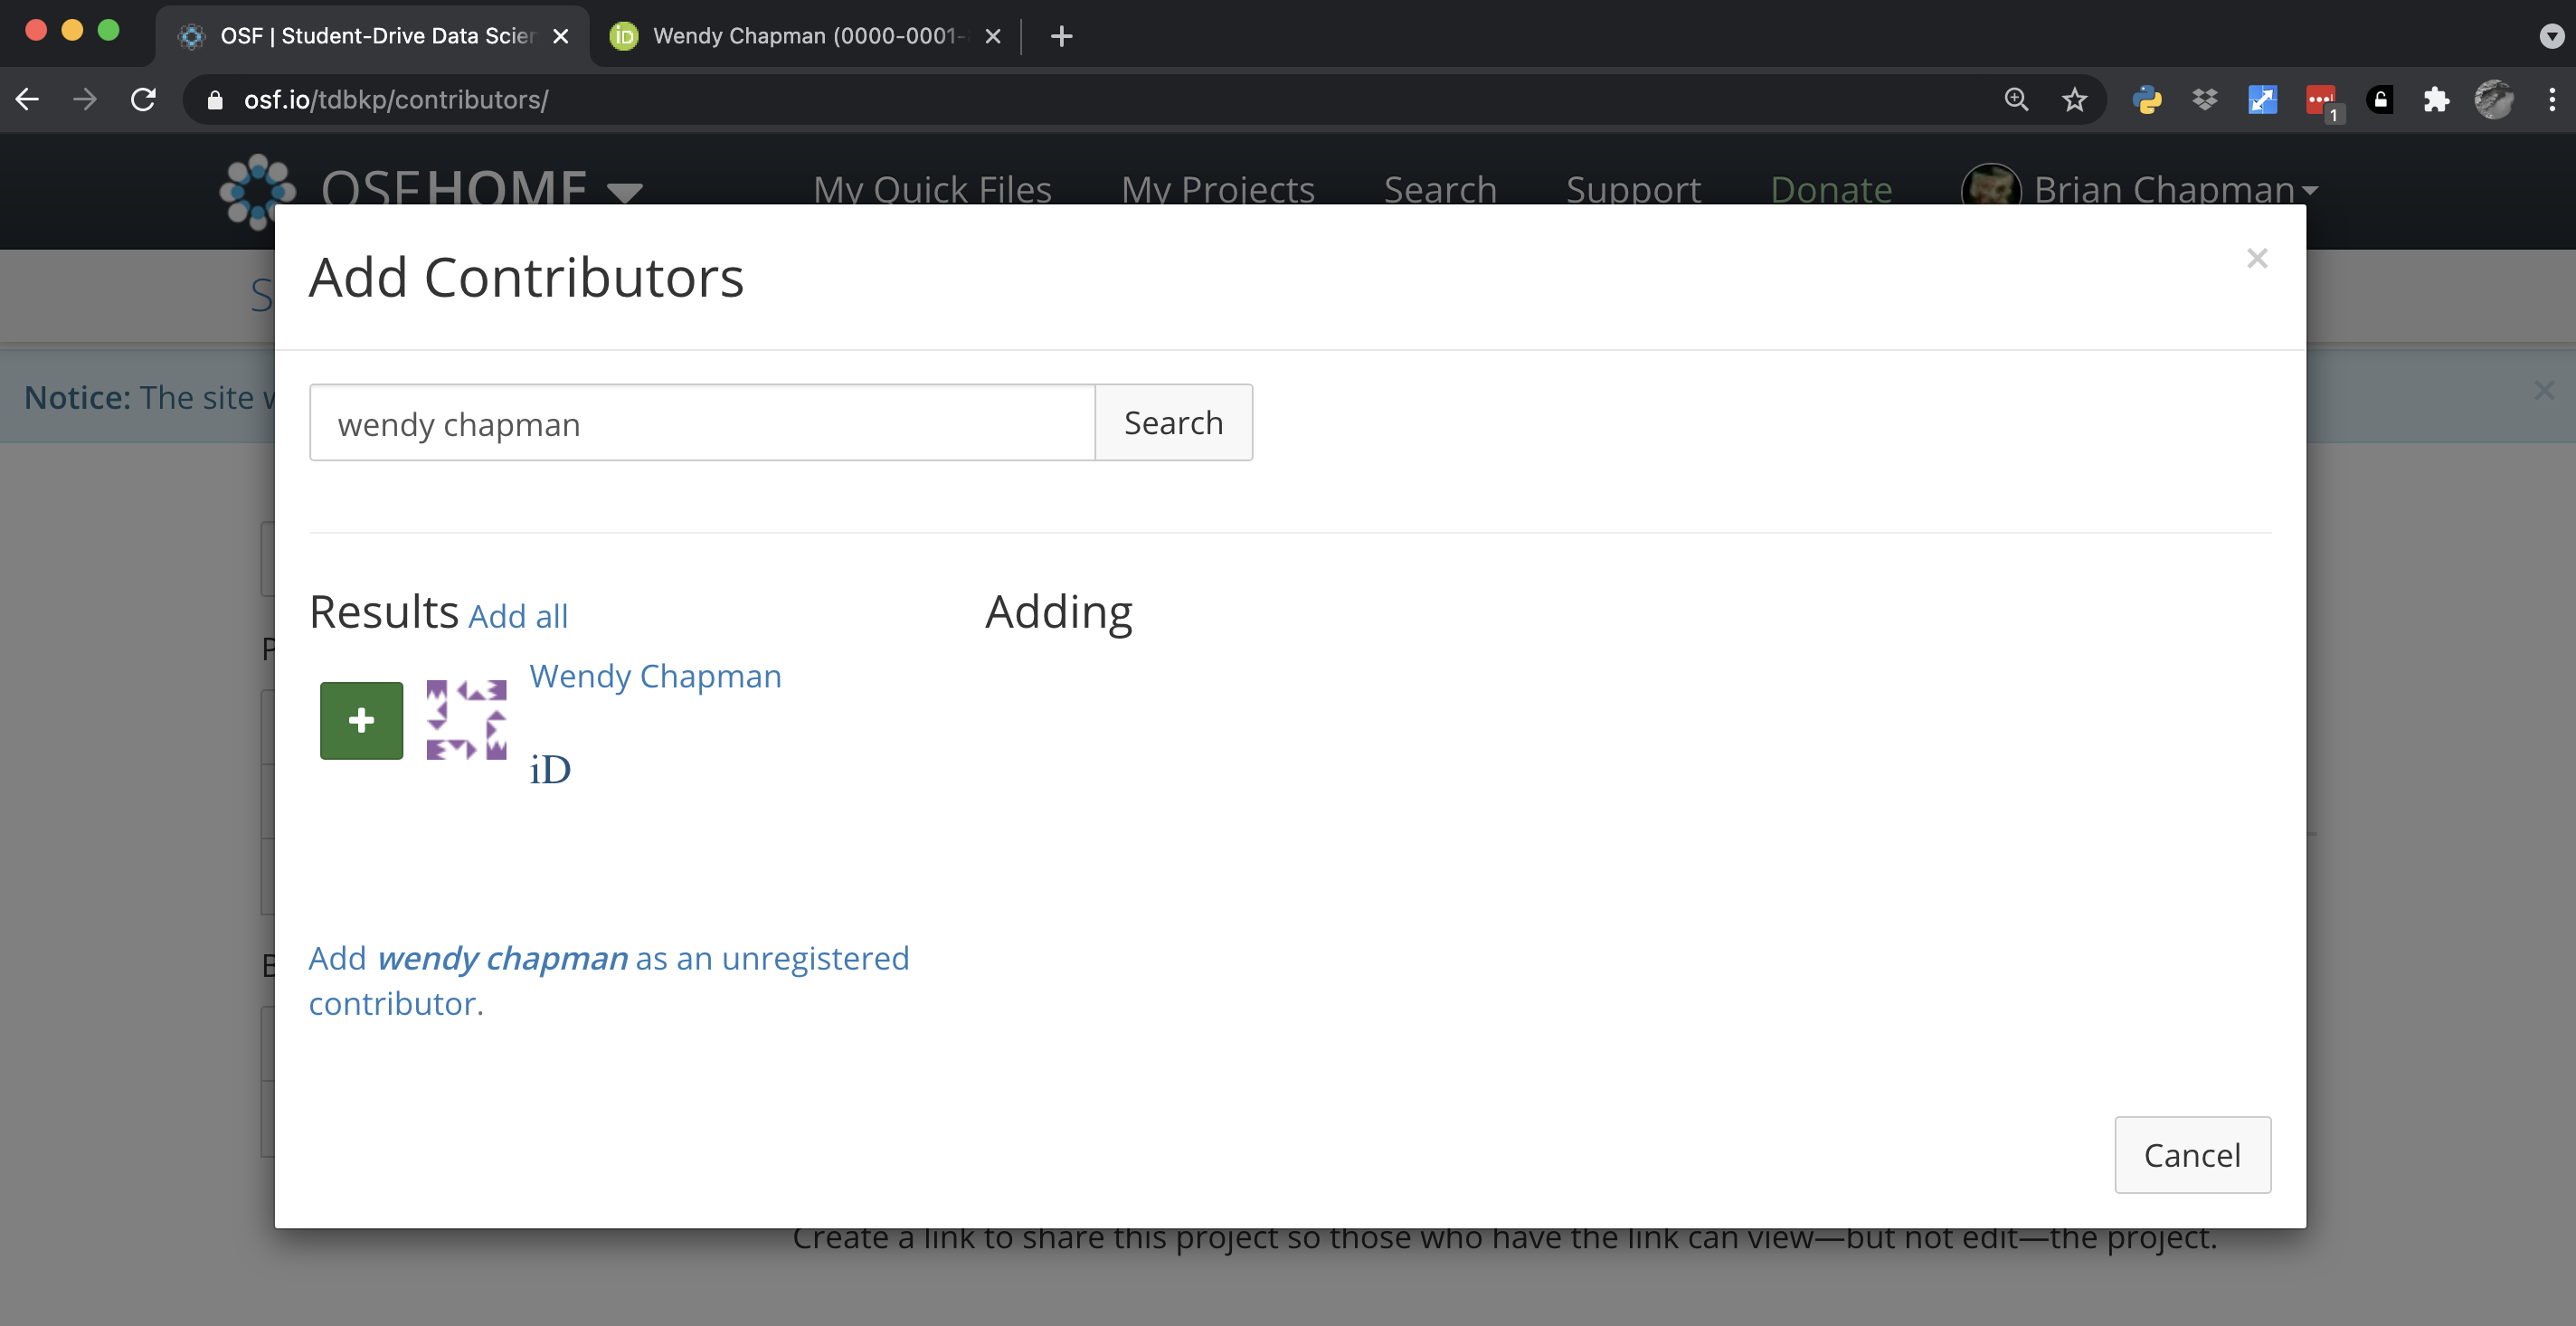 OSF | Student-Drive Data Scien
Wendy Chapman (0000-0001-
osf.io/tdbkp/contributors/
1
OSFHOME
My Quick Files
My Projects
Search
Support
Donate
Brian Chapman
Add Contributors
S
Notice: The site w
wendy chapman
Search
Results Add all
Adding
P
Wendy Chapman
iD
Add wendy chapman as an unregistered
contributor.
Cancel
Create a link to share this project so those who have the link can view—but not edit—the project.